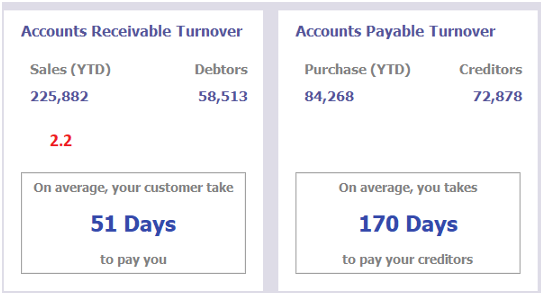 Accounts Receivable Turnover
Sales (YTD) Debtors
225,882 58,513
2.2
On average, your customer take
51 Days
to pay you
Accounts Payable Turnover
Purchase (YTD) Creditors
84,268 72,878
On average, you takes
170 Days
to pay your creditors